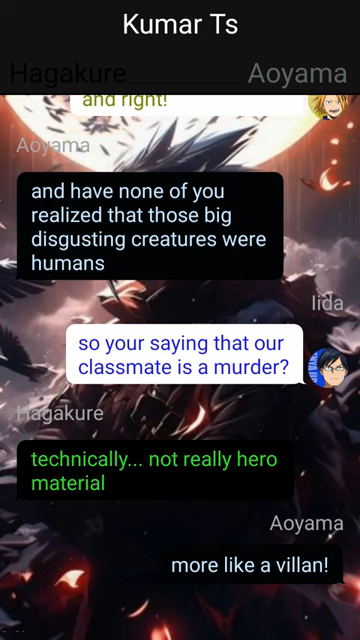 Kumar Ts
Hagakure
Aoyama
and right!
Aoyama
and have none of you
realized that those big
disgusting creatures were
humans
Iida
so your saying that our
classmate is a murder?
Hagakure
technically... not really hero
material
Aoyama
more like a villan!